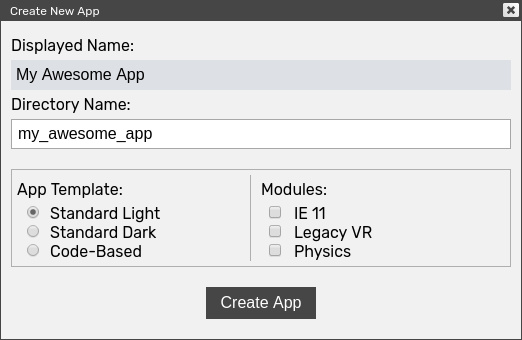 Create New App
Displayed Name:
My Awesome App
Directory Name:
my_awesome_app
App Template:
Standard Light
Standard Dark
Code-Based
Modules:
IE 11
Legacy VR
Physics
Create App